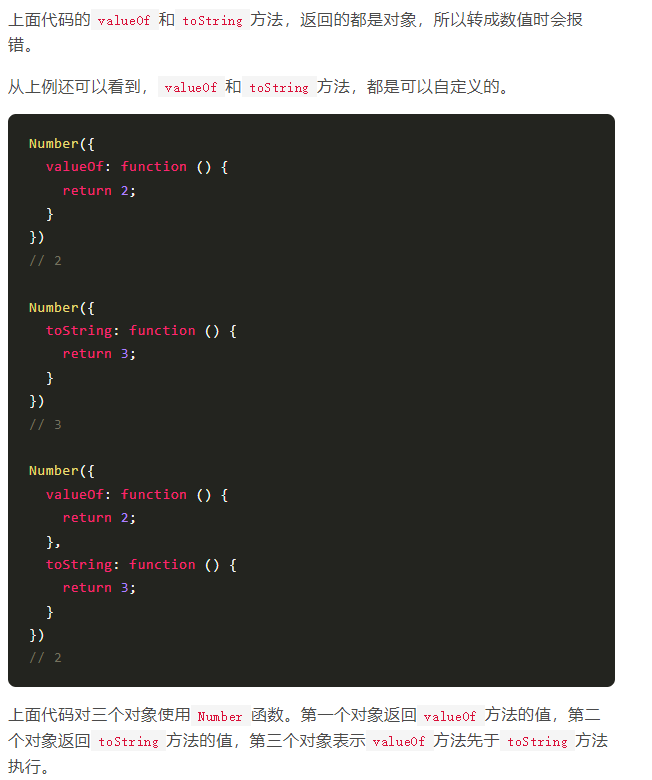 上面代码的 valueOf 和 toString 方法，返回的都是对象，所以转成数值时会报
错。
从上例还可以看到， valueOf 和 toString 方法，都是可以自定义的。
Number({
  valueOf: function () {
    return 2;
  }
})
// 2
Number({
  toString: function () {
    return 3;
  }
})
// 3
Number({
  valueOf: function () {
    return 2;
  },
  toString: function () {
    return 3;
  }
})
// 2
上面代码对三个对象使用 Number 函数。第一个对象返回 valueOf 方法的值，第二
个对象返回 toString 方法的值，第三个对象表示 valueOf 方法先于 toString 方法
执行。